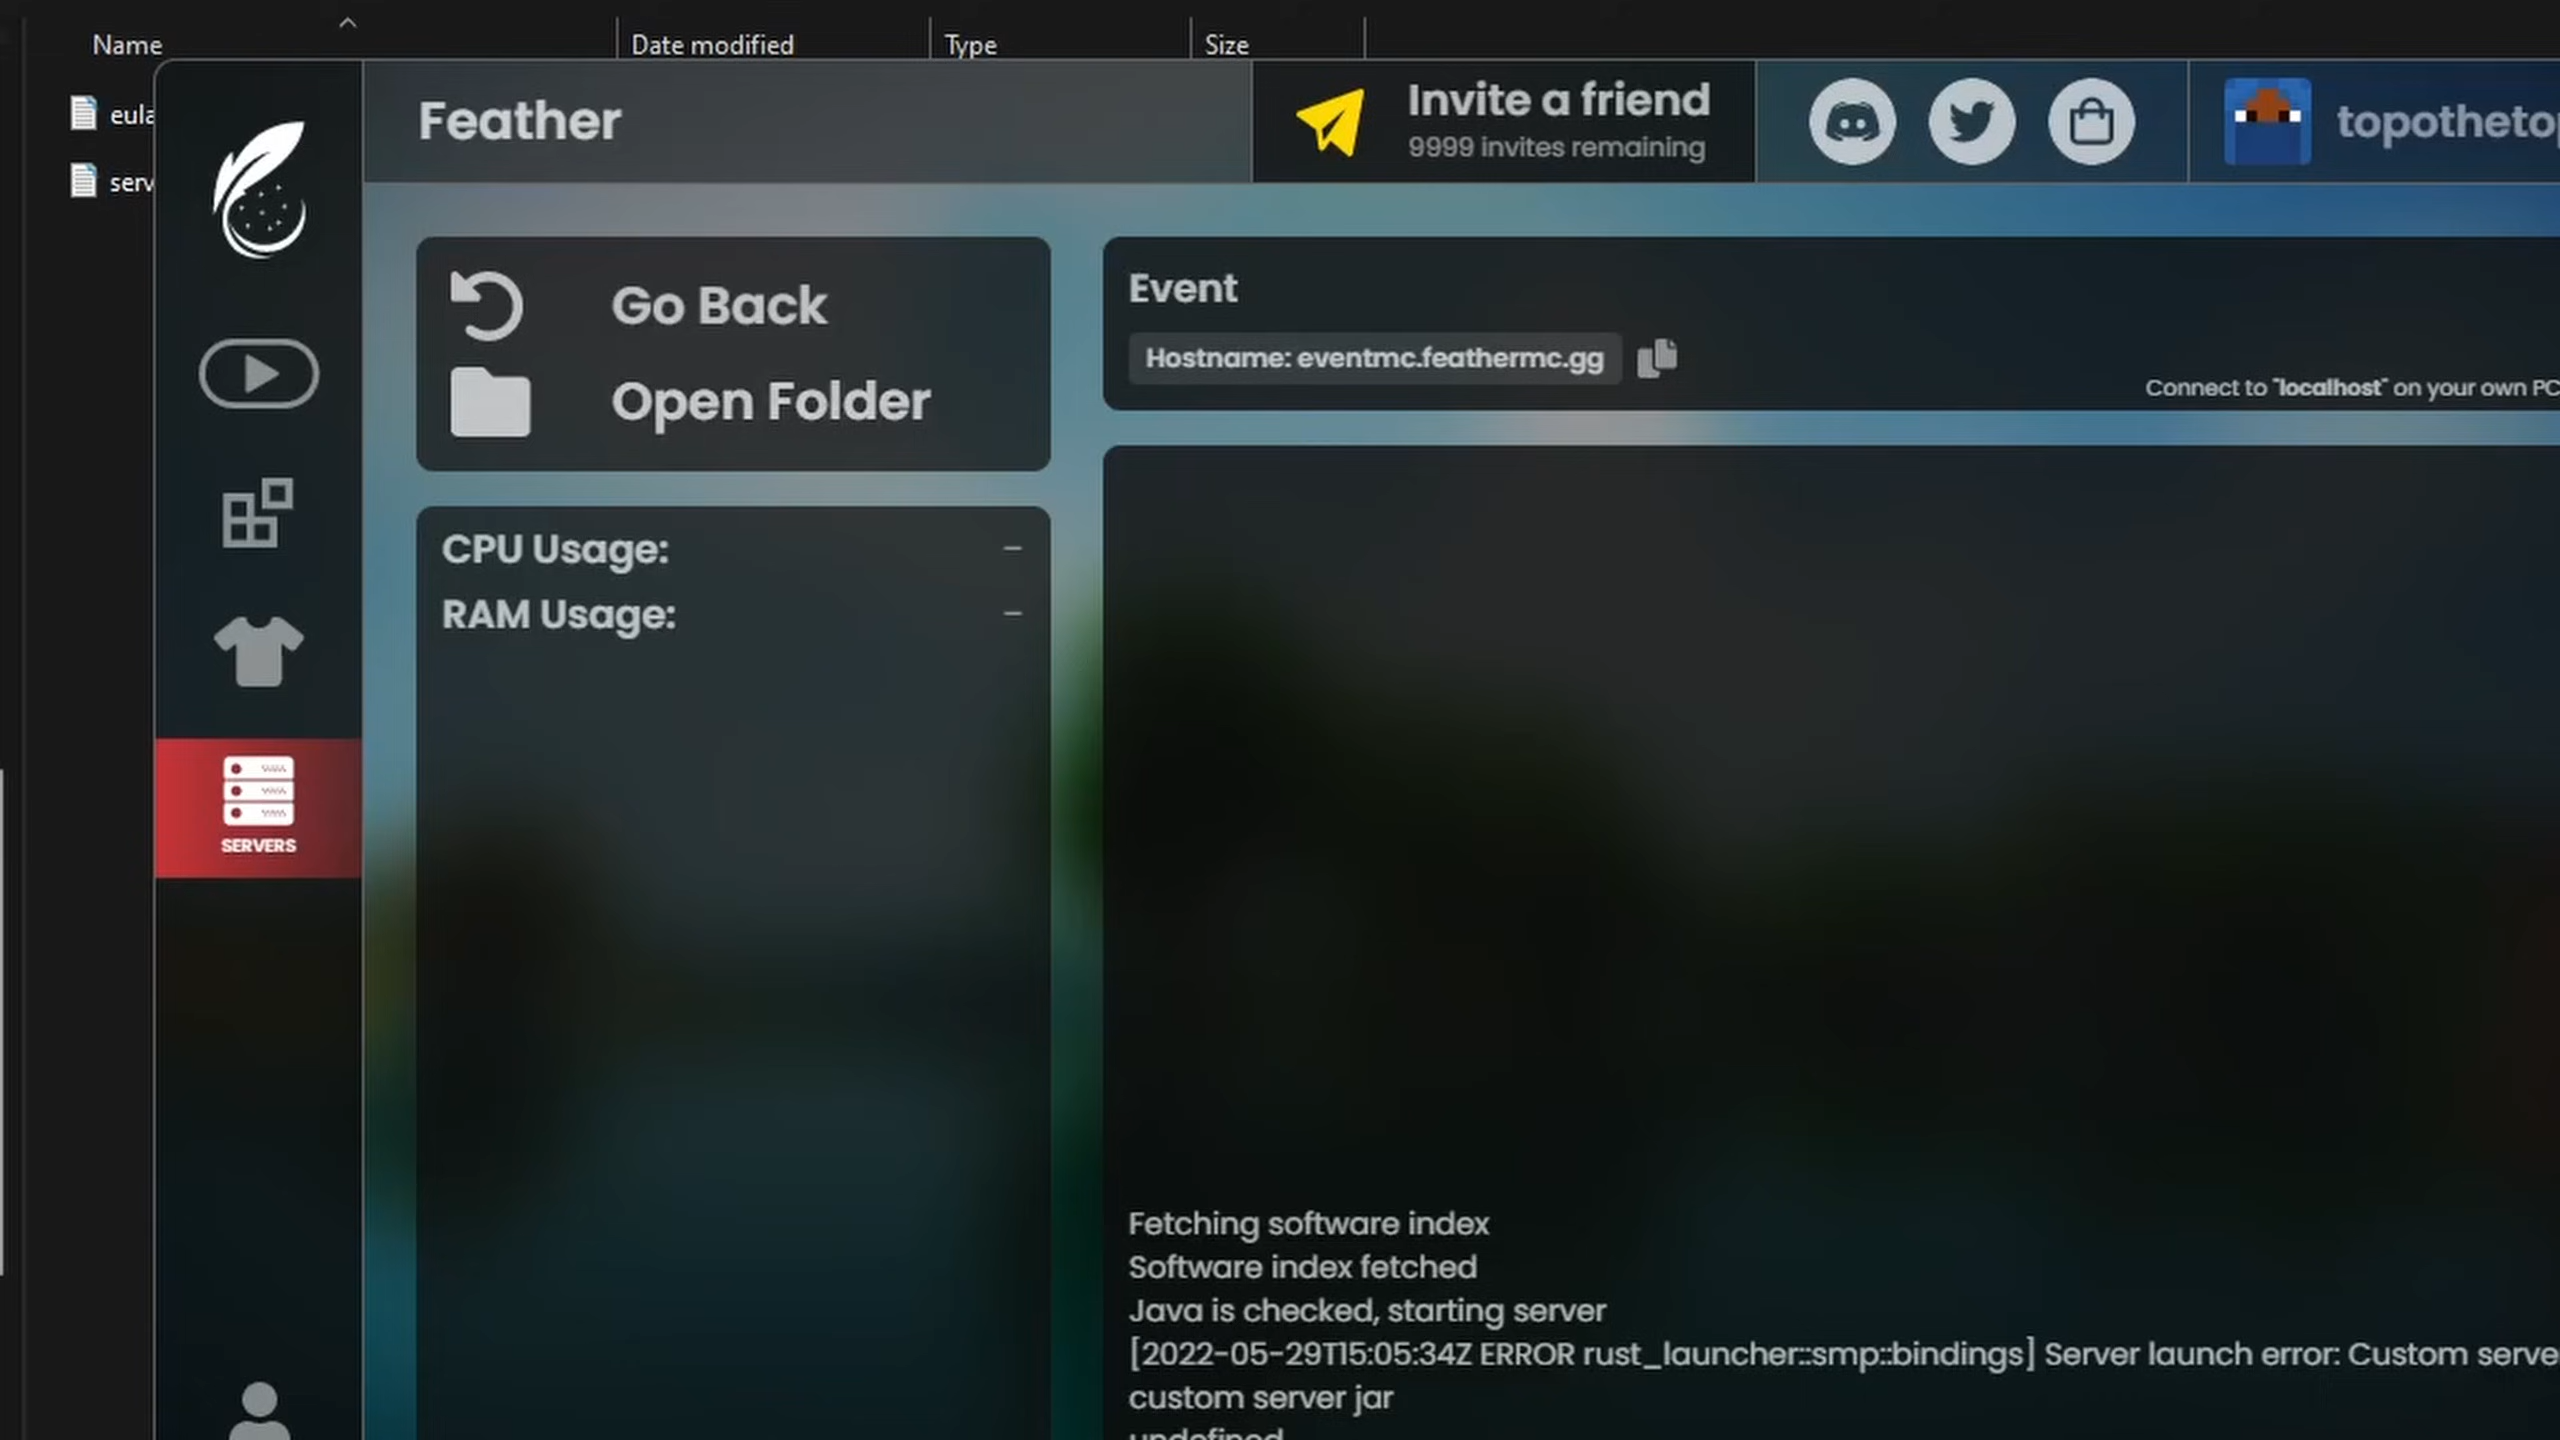 Name
Date modified
Type
Size
eula
serv
Feather
Invite a friend
9999 invites remaining
topothetop
Go Back
Open Folder
Event
Hostname: eventmc.feathermc.gg
Connect to "localhost" on your own PC
CPU Usage: –
RAM Usage: –
SERVERS
Fetching software index
Software index fetched
Java is checked, starting server
[2022-05-29T15:05:34Z ERROR rust_launcher::smp::bindings] Server launch error: Custom serve
custom server jar
undefined